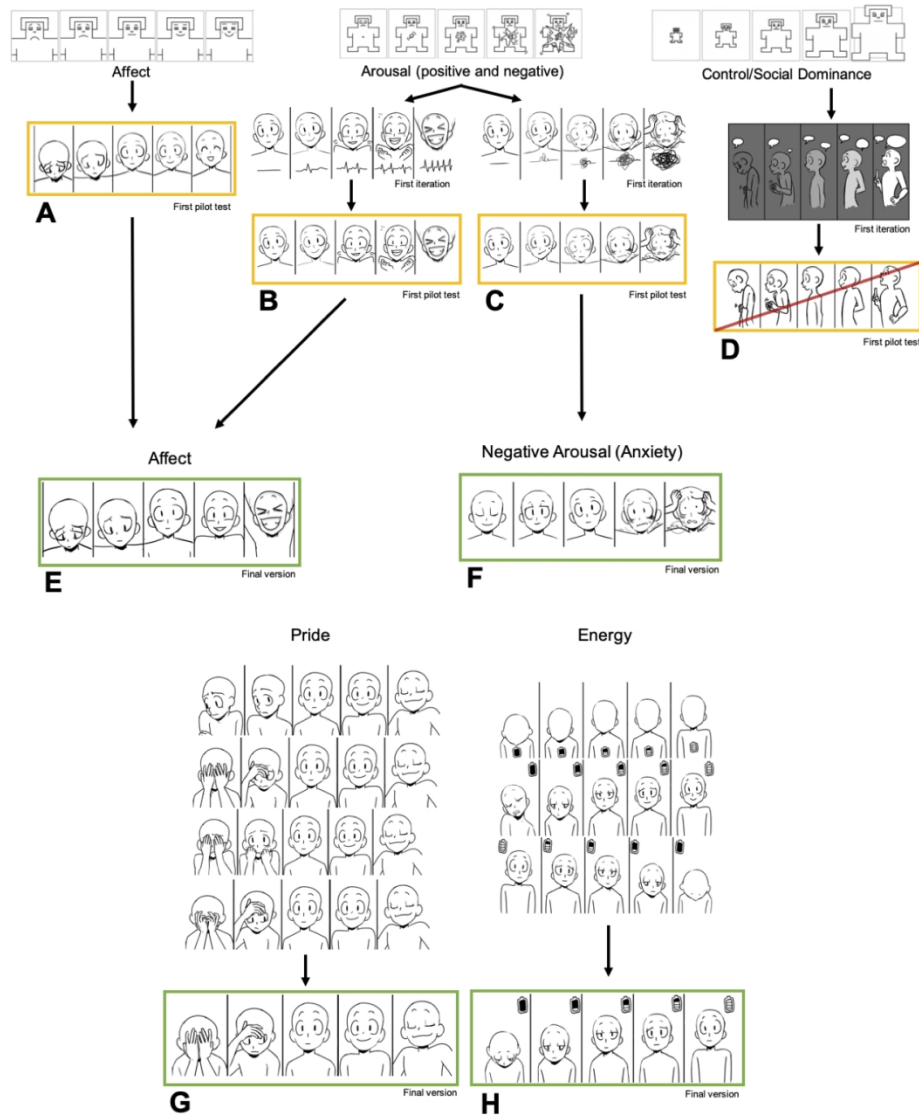 Affect
Arousal (positive and negative)
Control/Social Dominance
First iteration
First iteration
A
First pilot test
First iteration
B
First pilot test
C
First pilot test
D
First pilot test
Affect
Negative Arousal (Anxiety)
E
Final version
F
Final version
Pride
Energy
G
Final version
H
Final version